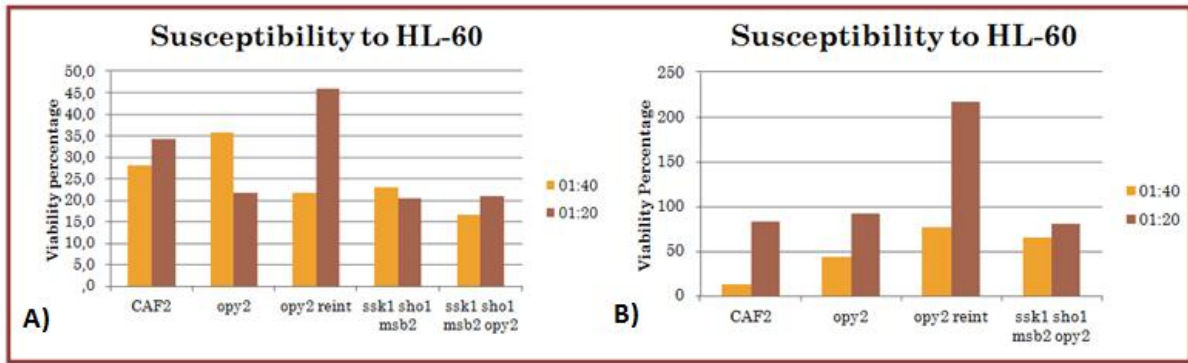 Susceptibility to HL-60
Viability percentage
50,0
45,0
40,0
35,0
30,0
25,0
20,0
15,0
10,0
5,0
,0
CAF2
opy2
opy2 reint
ssk1 sho1
msb2
ssk1 sho1
msb2 opy2
01:40
01:20
A)
Susceptibility to HL-60
Viability Percentage
250
200
150
100
50
0
CAF2
opy2
opy2 reint
ssk1 sho1
msb2 opy2
01:40
01:20
B)